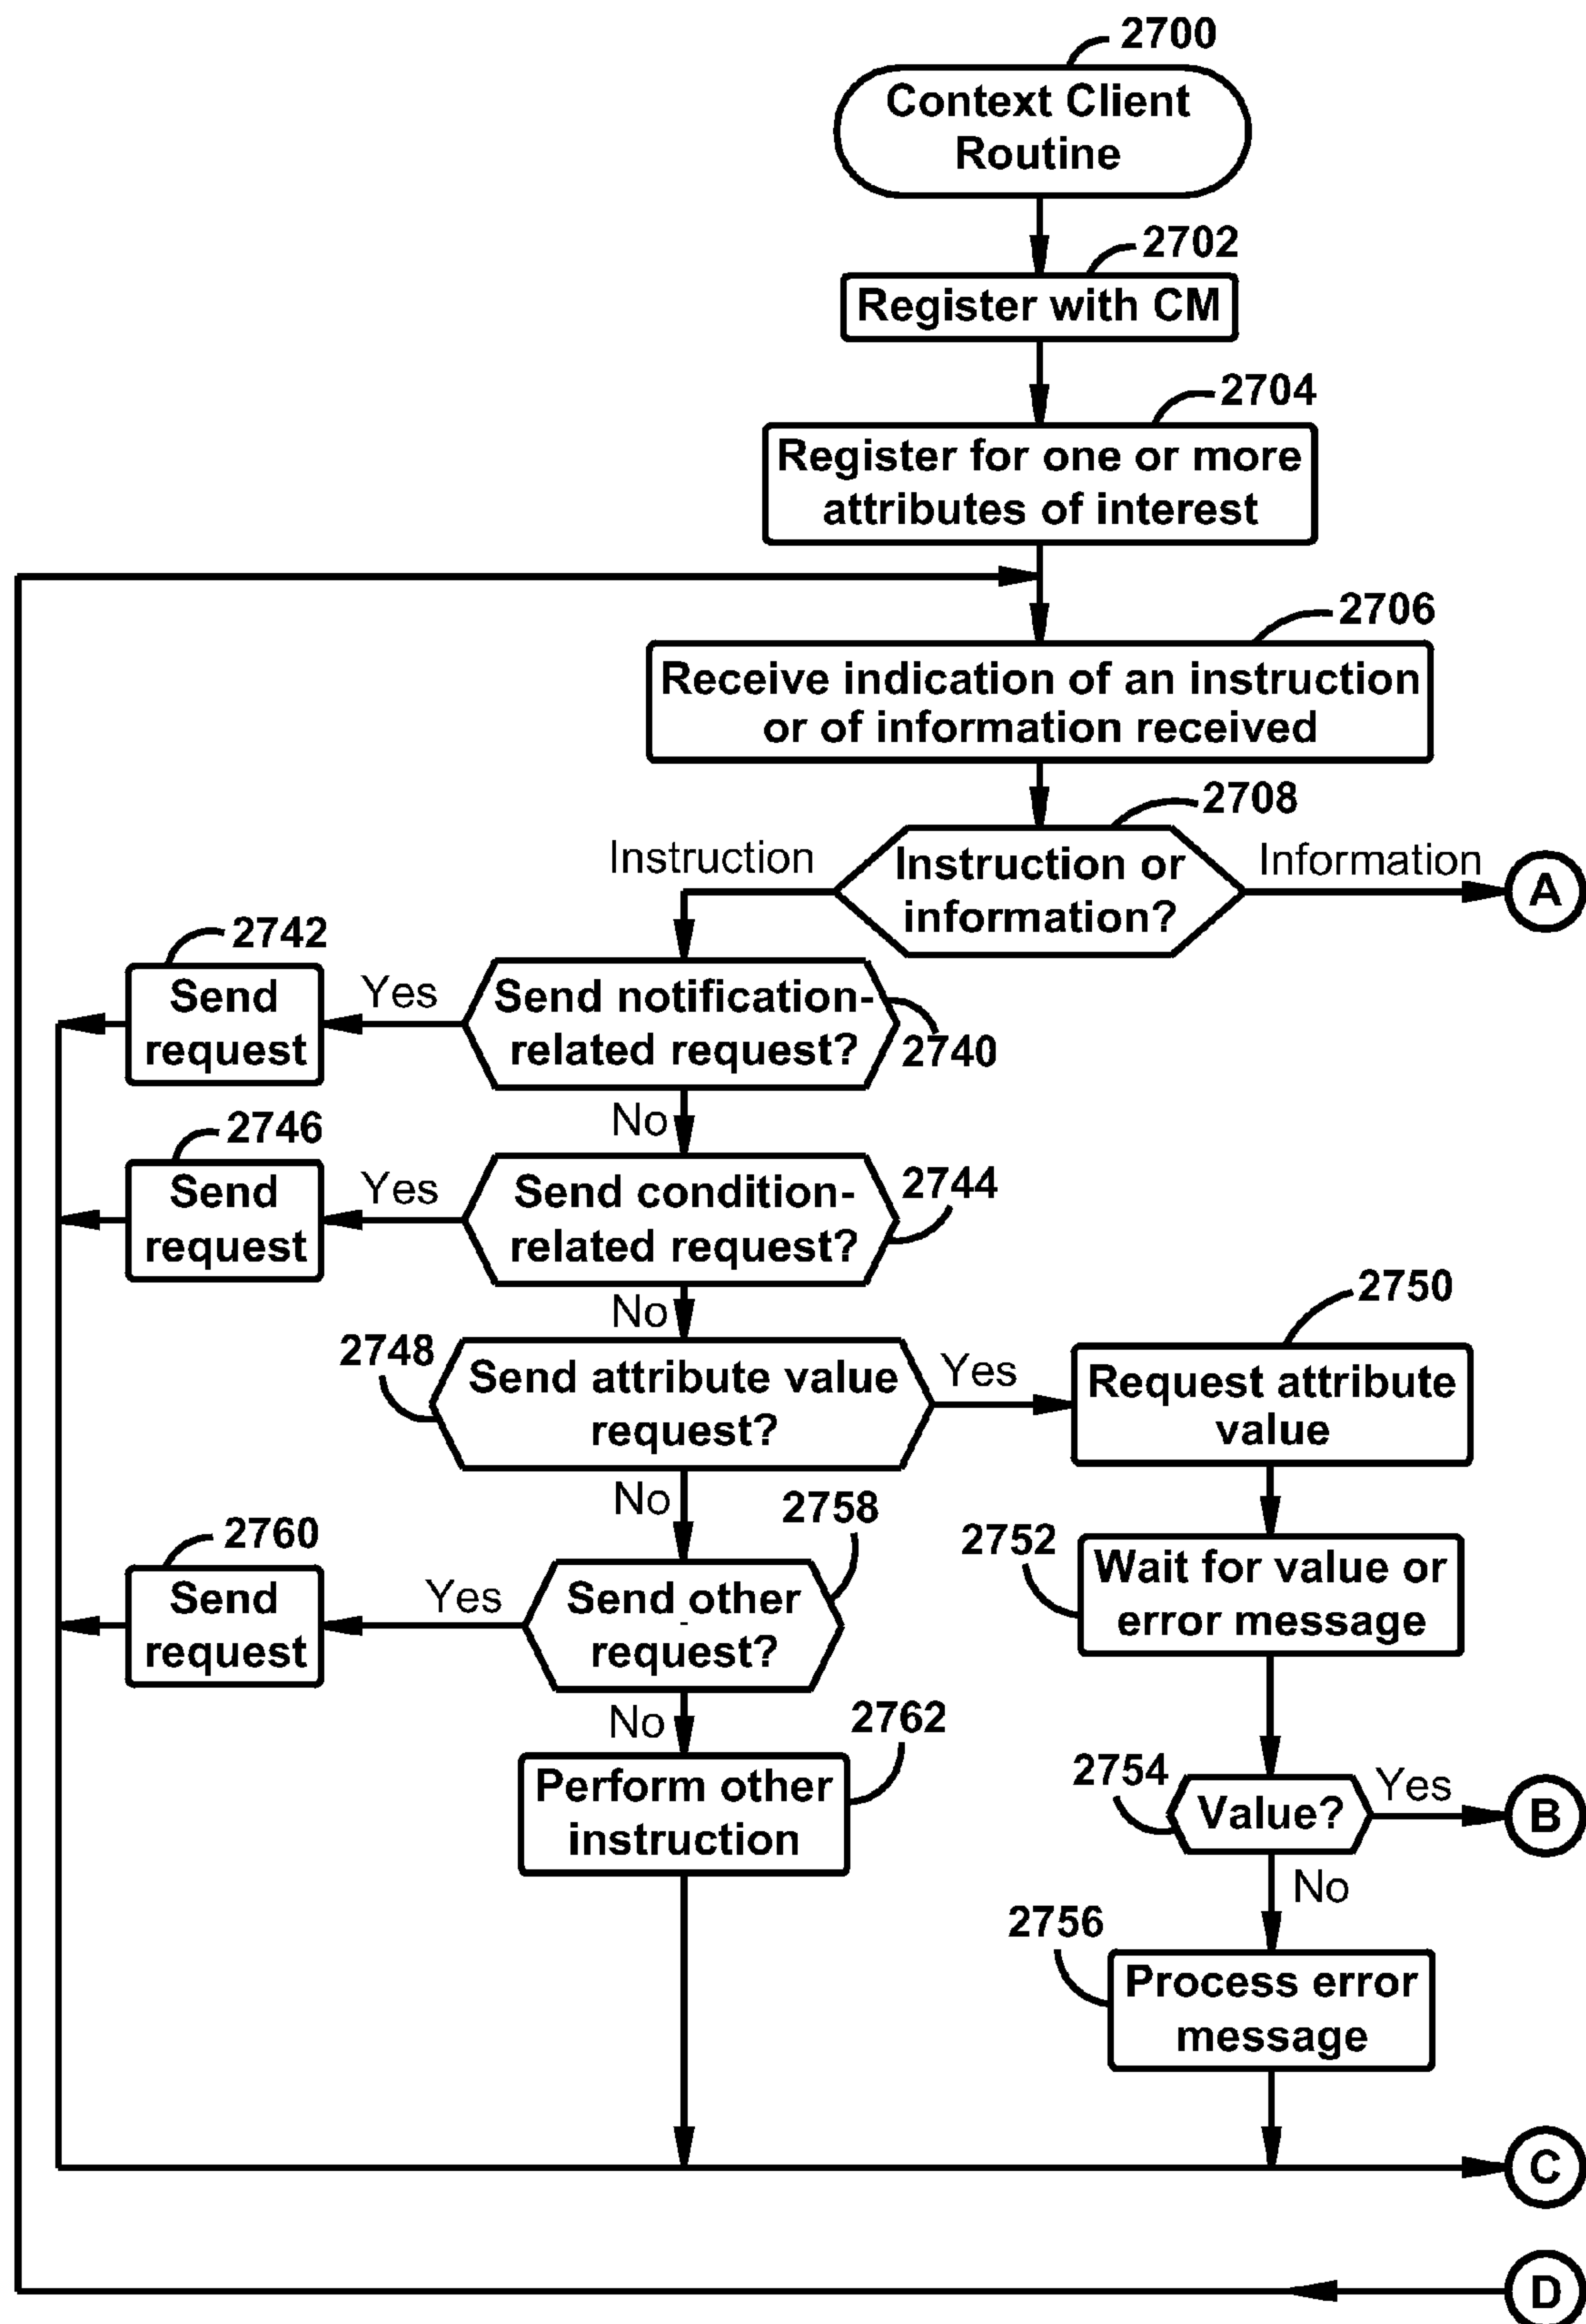 2700
Context Client
Routine
2702
Register with CM
2704
Register for one or more
attributes of interest
2706
Receive indication of an instruction
or of information received
2708
Instruction
Instruction or
information?
Information
A
2742
Send
request
Yes
Send notification-
related request?
2740
No
2746
Send
request
Yes
Send condition-
related request?
2744
No
2748
Send attribute value
request?
Yes
2750
Request attribute
value
No
2758
2752
Wait for value or
error message
2760
Send
request
Yes
Send other
request?
No
2762
Perform other
instruction
2754
Value?
Yes
B
No
2756
Process error
message
C
D